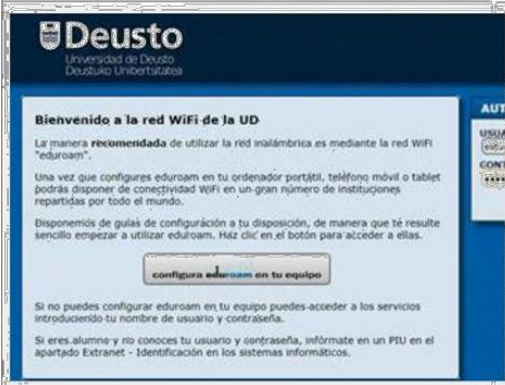 Deusto
Universidad de Deusto
Deustuko Unibertsitatea
Bienvenido a la red WiFi de la UD
La manera recomendada de utilizar la red inalámbrica es mediante la red WiFi
"eduroam".
Una vez que configures eduroam en tu ordenador portátil, teléfono móvil o tablet
podrás disponer de conectividad WiFi en un gran número de instituciones
repartidas por todo el mundo.
Disponemos de guías de configuración a tu disposición, de manera que te resulte
sencillo empezar a utilizar eduroam. Haz clic en el botón para acceder a ellas.
configura eduroam en tu equipo
Si no puedes configurar eduroam en tu equipo puedes acceder a los servicios
introduciendo tu nombre de usuario y contraseña.
Si eres alumno y no conoces tu usuario y contraseña, infórmate en un PIU en el
apartado Extranet - Identificación en los sistemas informáticos.
AUT
USUA
CONT